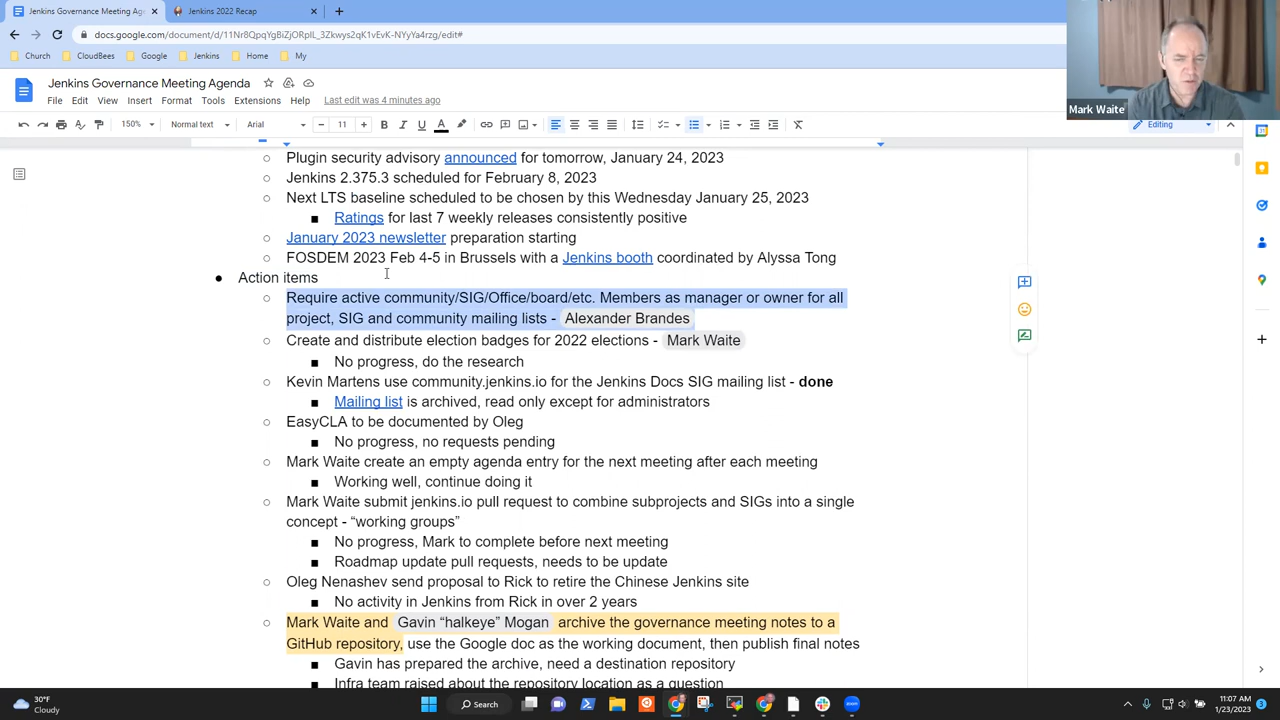 Jenkins Governance Meeting Age
Jenkins 2022 Recap
docs.google.com/document/d/11Nr8QpqYgBiZjORpIL_3Zkwys2qK1vEvK-NYyYa4rzg/edit#
Church
CloudBees
Google
Jenkins
Home
My
Jenkins Governance Meeting Agenda
File Edit View Insert Format Tools Extensions Help Last edit was 4 minutes ago
150% Normal text Arial 11 Editing
Plugin security advisory announced for tomorrow, January 24, 2023
Jenkins 2.375.3 scheduled for February 8, 2023
Next LTS baseline scheduled to be chosen by this Wednesday January 25, 2023
Ratings for last 7 weekly releases consistently positive
January 2023 newsletter preparation starting
FOSDEM 2023 Feb 4-5 in Brussels with a Jenkins booth coordinated by Alyssa Tong
Action items
Require active community/SIG/Office/board/etc. Members as manager or owner for all
project, SIG and community mailing lists - Alexander Brandes
Create and distribute election badges for 2022 elections - Mark Waite
No progress, do the research
Kevin Martens use community.jenkins.io for the Jenkins Docs SIG mailing list - done
Mailing list is archived, read only except for administrators
EasyCLA to be documented by Oleg
No progress, no requests pending
Mark Waite create an empty agenda entry for the next meeting after each meeting
Working well, continue doing it
Mark Waite submit jenkins.io pull request to combine subprojects and SIGs into a single
concept - “working groups”
No progress, Mark to complete before next meeting
Roadmap update pull requests, needs to be update
Oleg Nenashev send proposal to Rick to retire the Chinese Jenkins site
No activity in Jenkins from Rick in over 2 years
Mark Waite and Gavin “halkeye” Mogan archive the governance meeting notes to a
GitHub repository, use the Google doc as the working document, then publish final notes
Gavin has prepared the archive, need a destination repository
Infra team raised about the repository location as a question
Mark Waite
30°F
Cloudy
Search
11:07 AM
1/23/2023
3